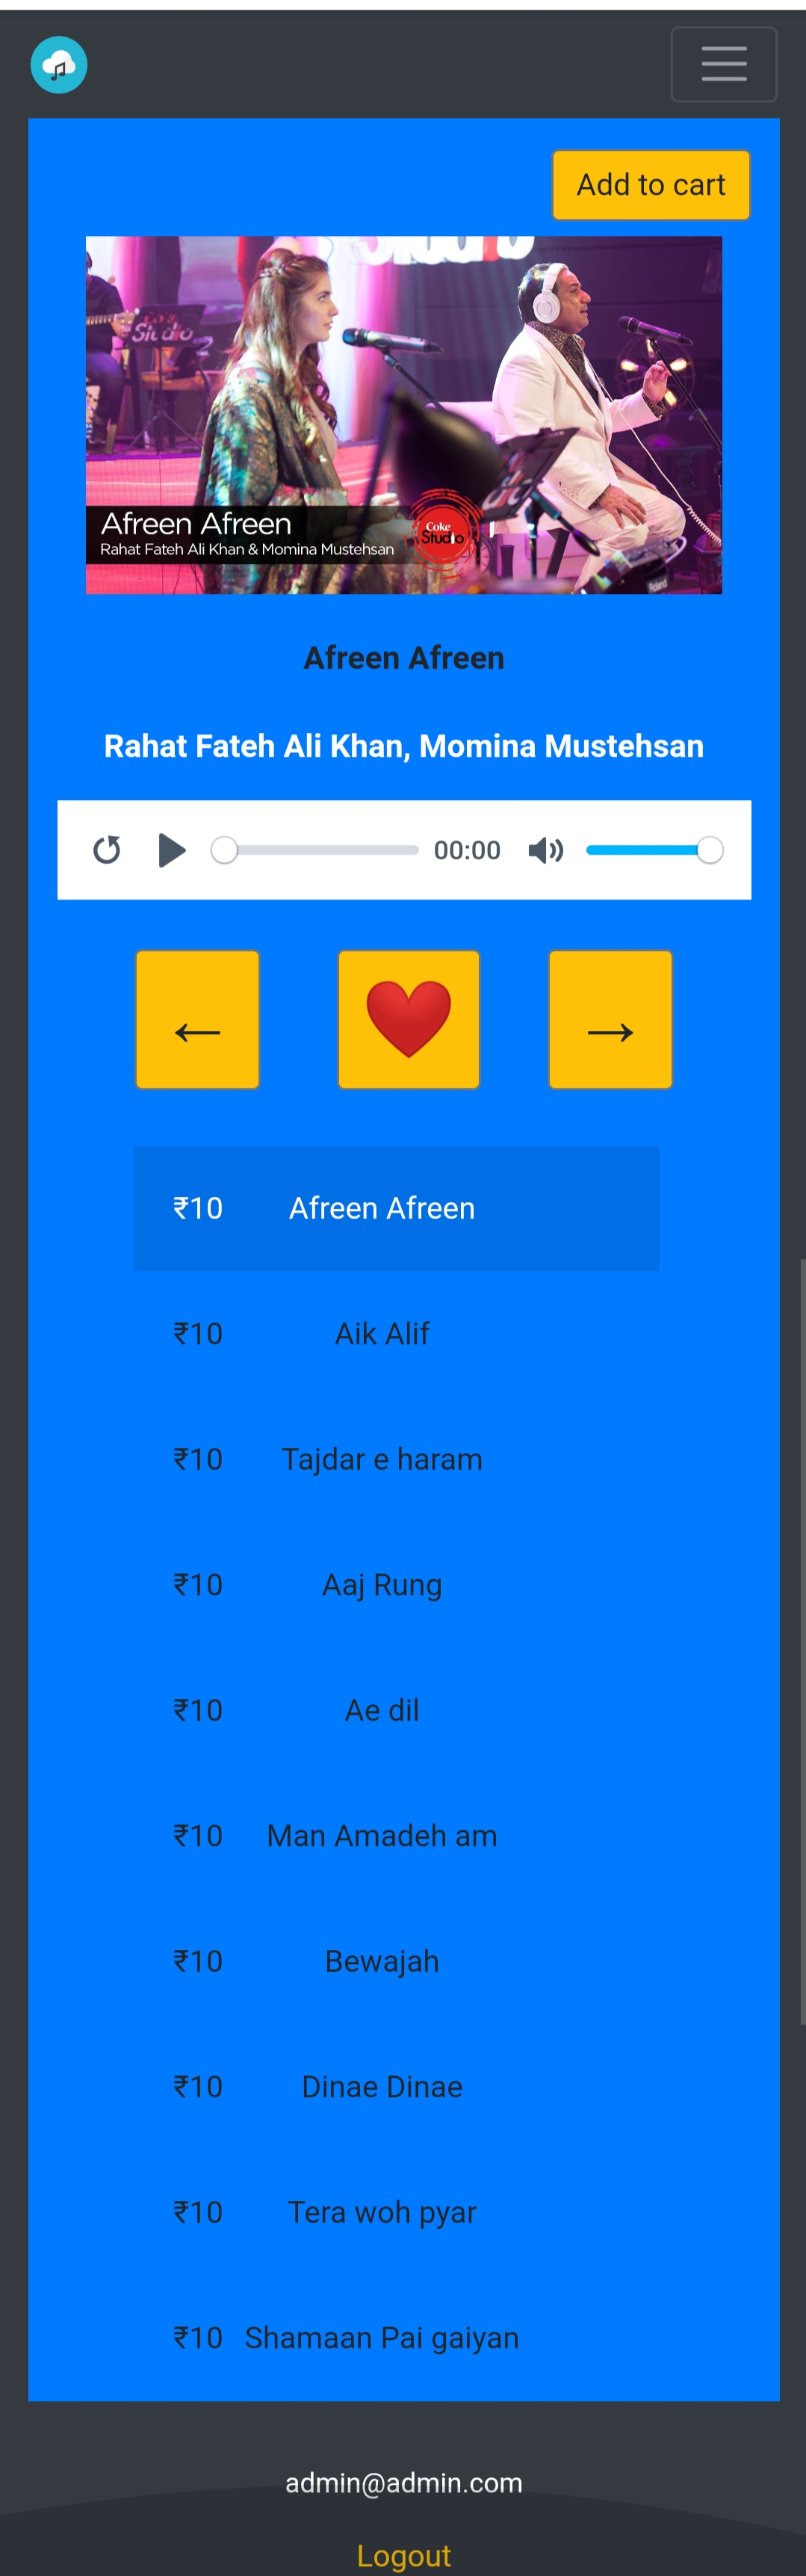 Add to cart
Studio
Studio
Afreen Afreen
Rahat Fateh Ali Khan & Momina Mustehsan
Coke
Studio
Roland
Afreen Afreen
Rahat Fateh Ali Khan, Momina Mustehsan
00:00
←
→
₹10 Afreen Afreen
₹10 Aik Alif
₹10 Tajdar e haram
₹10 Aaj Rung
₹10 Ae dil
₹10 Man Amadeh am
₹10 Bewajah
₹10 Dinae Dinae
₹10 Tera woh pyar
₹10 Shamaan Pai gaiyan
admin@admin.com
Logout